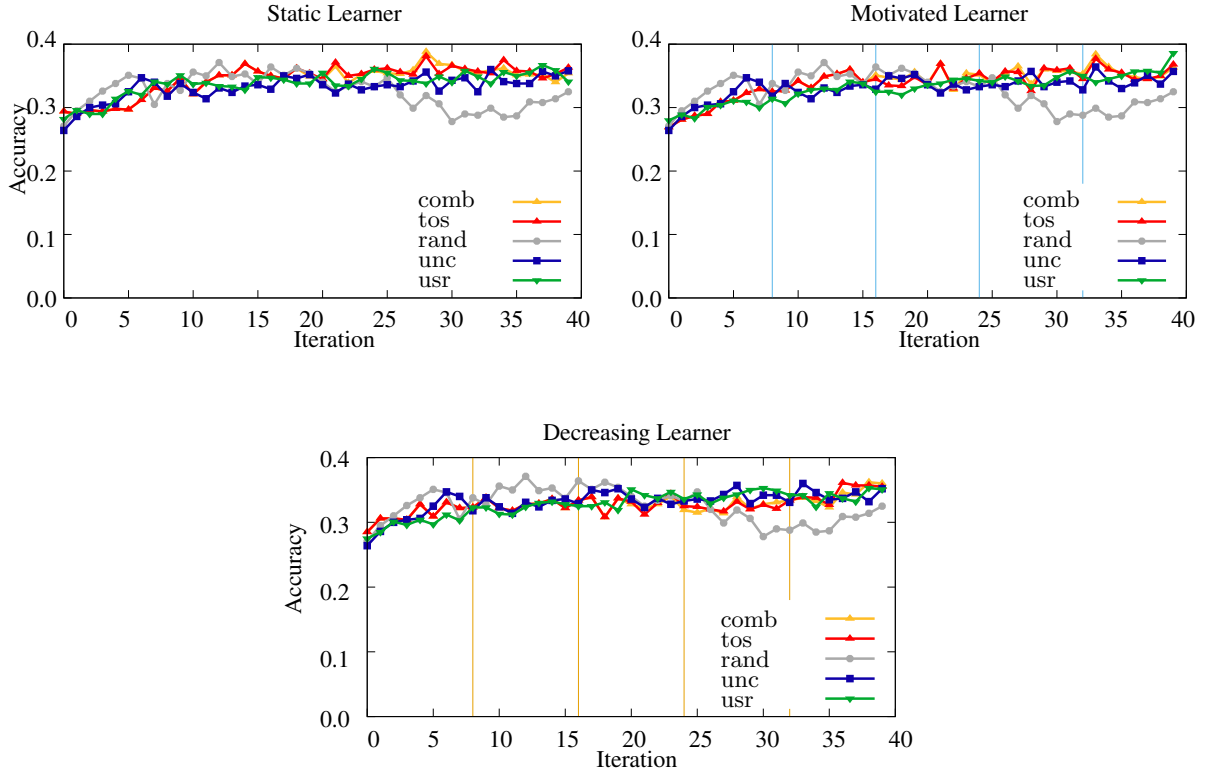 Static Learner
Accuracy
0.4
0.3
0.2
0.1
0.0
comb
tos
rand
unc
usr
0 5 10 15 20 25 30 35 40
Iteration
Motivated Learner
Accuracy
0.4
0.3
0.2
0.1
0.0
comb
tos
rand
unc
usr
0 5 10 15 20 25 30 35 40
Iteration
Decreasing Learner
Accuracy
0.4
0.3
0.2
0.1
0.0
comb
tos
rand
unc
usr
0 5 10 15 20 25 30 35 40
Iteration